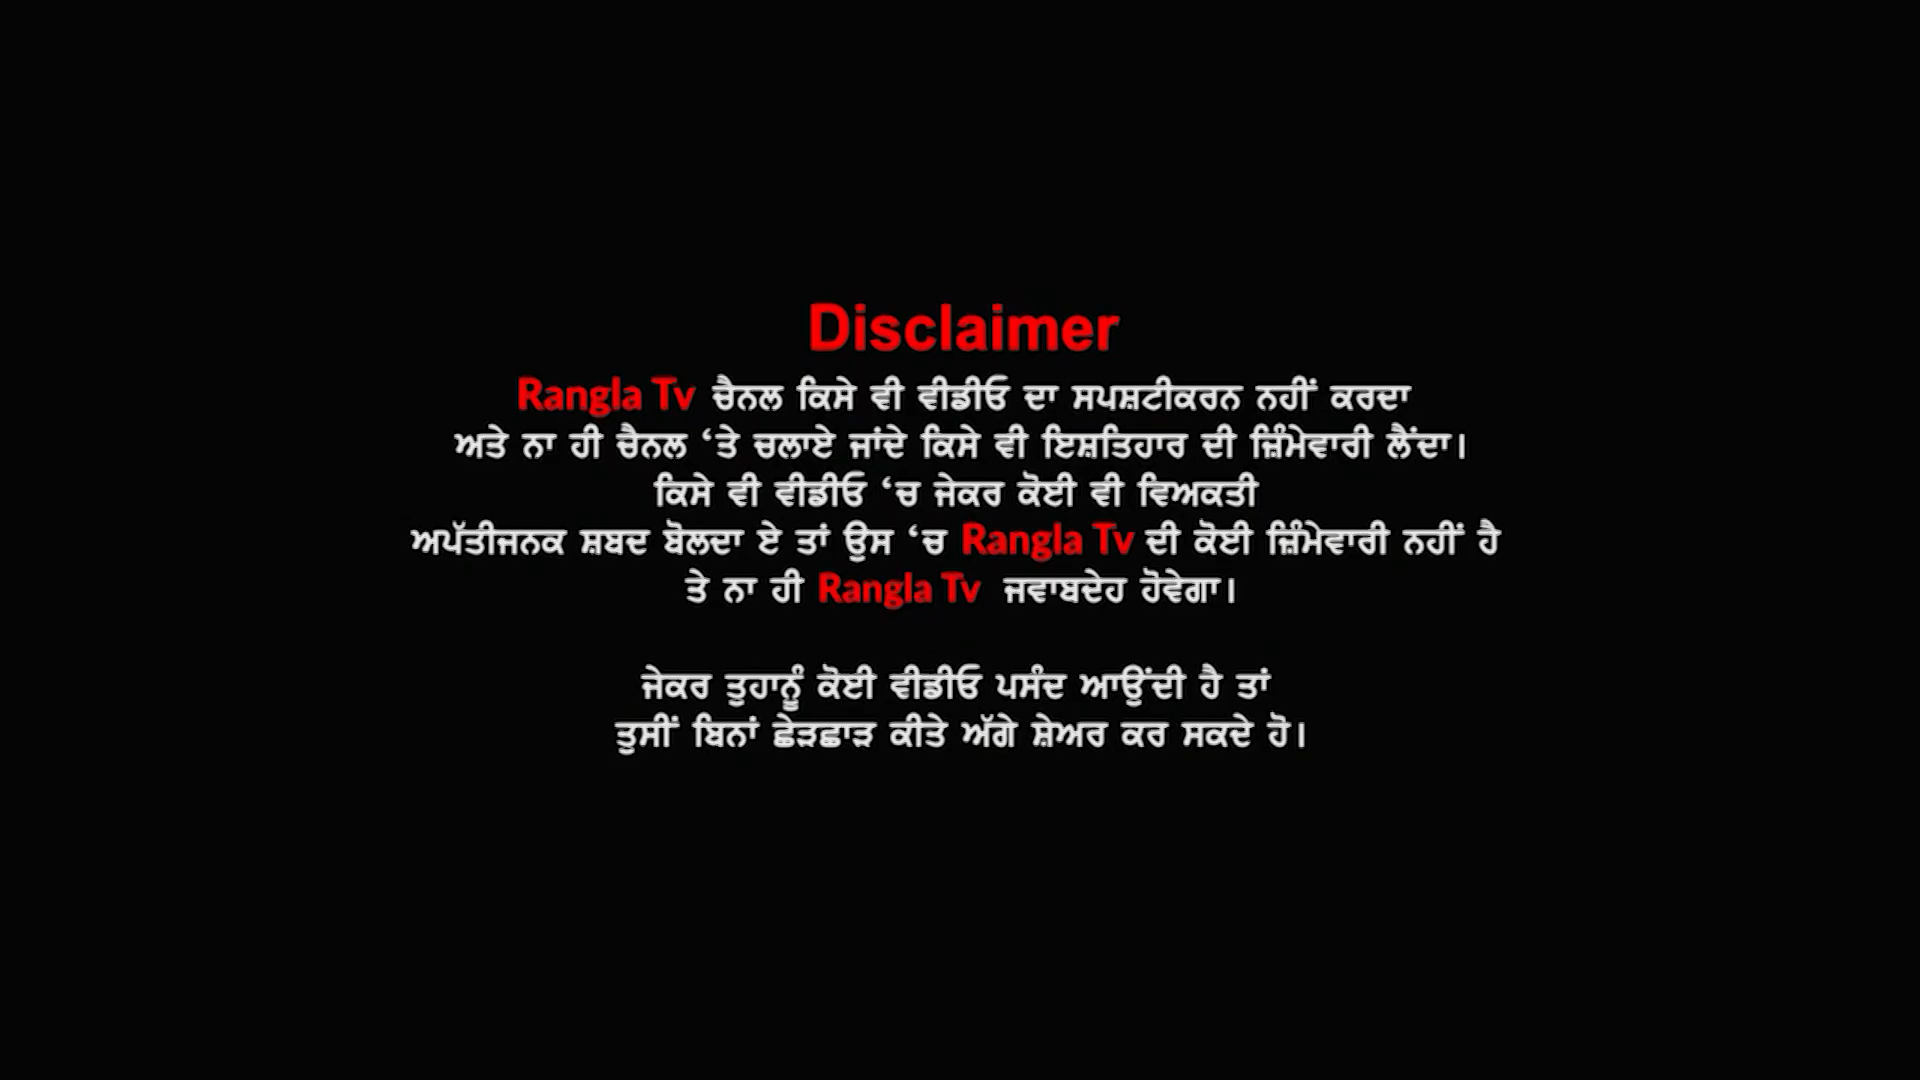 Disclaimer
Rangla Tv ਚੈਨਲ ਕਿਸੇ ਵੀ ਵੀਡੀਓ ਦਾ ਸਪਸ਼ਟੀਕਰਨ ਨਹੀਂ ਕਰਦਾ
ਅਤੇ ਨਾ ਹੀ ਚੈਨਲ ‘ਤੇ ਚਲਾਏ ਜਾਂਦੇ ਕਿਸੇ ਵੀ ਇਸ਼ਤਿਹਾਰ ਦੀ ਜ਼ਿੰਮੇਵਾਰੀ ਲੈਂਦਾ।
ਕਿਸੇ ਵੀ ਵੀਡੀਓ ‘ਚ ਜੇਕਰ ਕੋਈ ਵੀ ਵਿਅਕਤੀ
ਅਪੱਤੀਜਨਕ ਸ਼ਬਦ ਬੋਲਦਾ ਏ ਤਾਂ ਉਸ ‘ਚ Rangla Tv ਦੀ ਕੋਈ ਜ਼ਿੰਮੇਵਾਰੀ ਨਹੀਂ ਹੈ
ਤੇ ਨਾ ਹੀ Rangla Tv ਜਵਾਬਦੇਹ ਹੋਵੇਗਾ।
ਜੇਕਰ ਤੁਹਾਨੂੰ ਕੋਈ ਵੀਡੀਓ ਪਸੰਦ ਆਉਂਦੀ ਹੈ ਤਾਂ
ਤੁਸੀਂ ਬਿਨਾਂ ਛੇੜਛਾੜ ਕੀਤੇ ਅੱਗੇ ਸ਼ੇਅਰ ਕਰ ਸਕਦੇ ਹੋ।